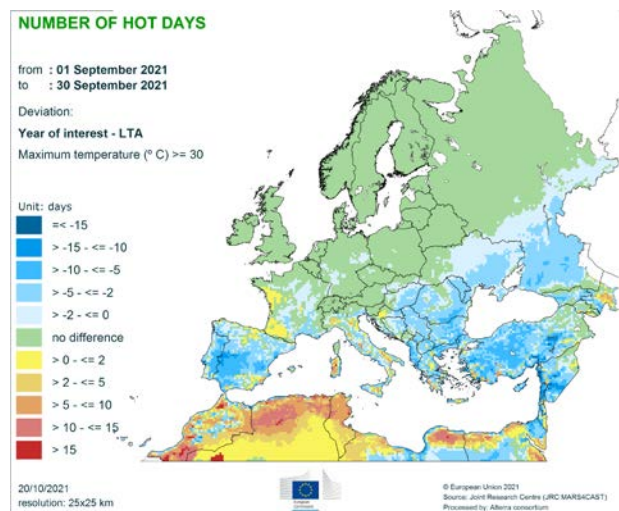 NUMBER OF HOT DAYS
from : 01 September 2021
to : 30 September 2021
Deviation:
Year of interest - LTA
Maximum temperature (º C) >= 30
Unit: days
=< -15
> -15 - <= -10
> -10 - <= -5
> -5 - <= -2
> -2 - <= 0
no difference
> 0 - <= 2
> 2 - <= 5
> 5 - <= 10
> 10 - <= 15
> 15
20/10/2021
resolution: 25x25 km
European
Commission
© European Union 2021
Source: Joint Research Centre (JRC MARS4CAST)
Processed by: Alterra consortium